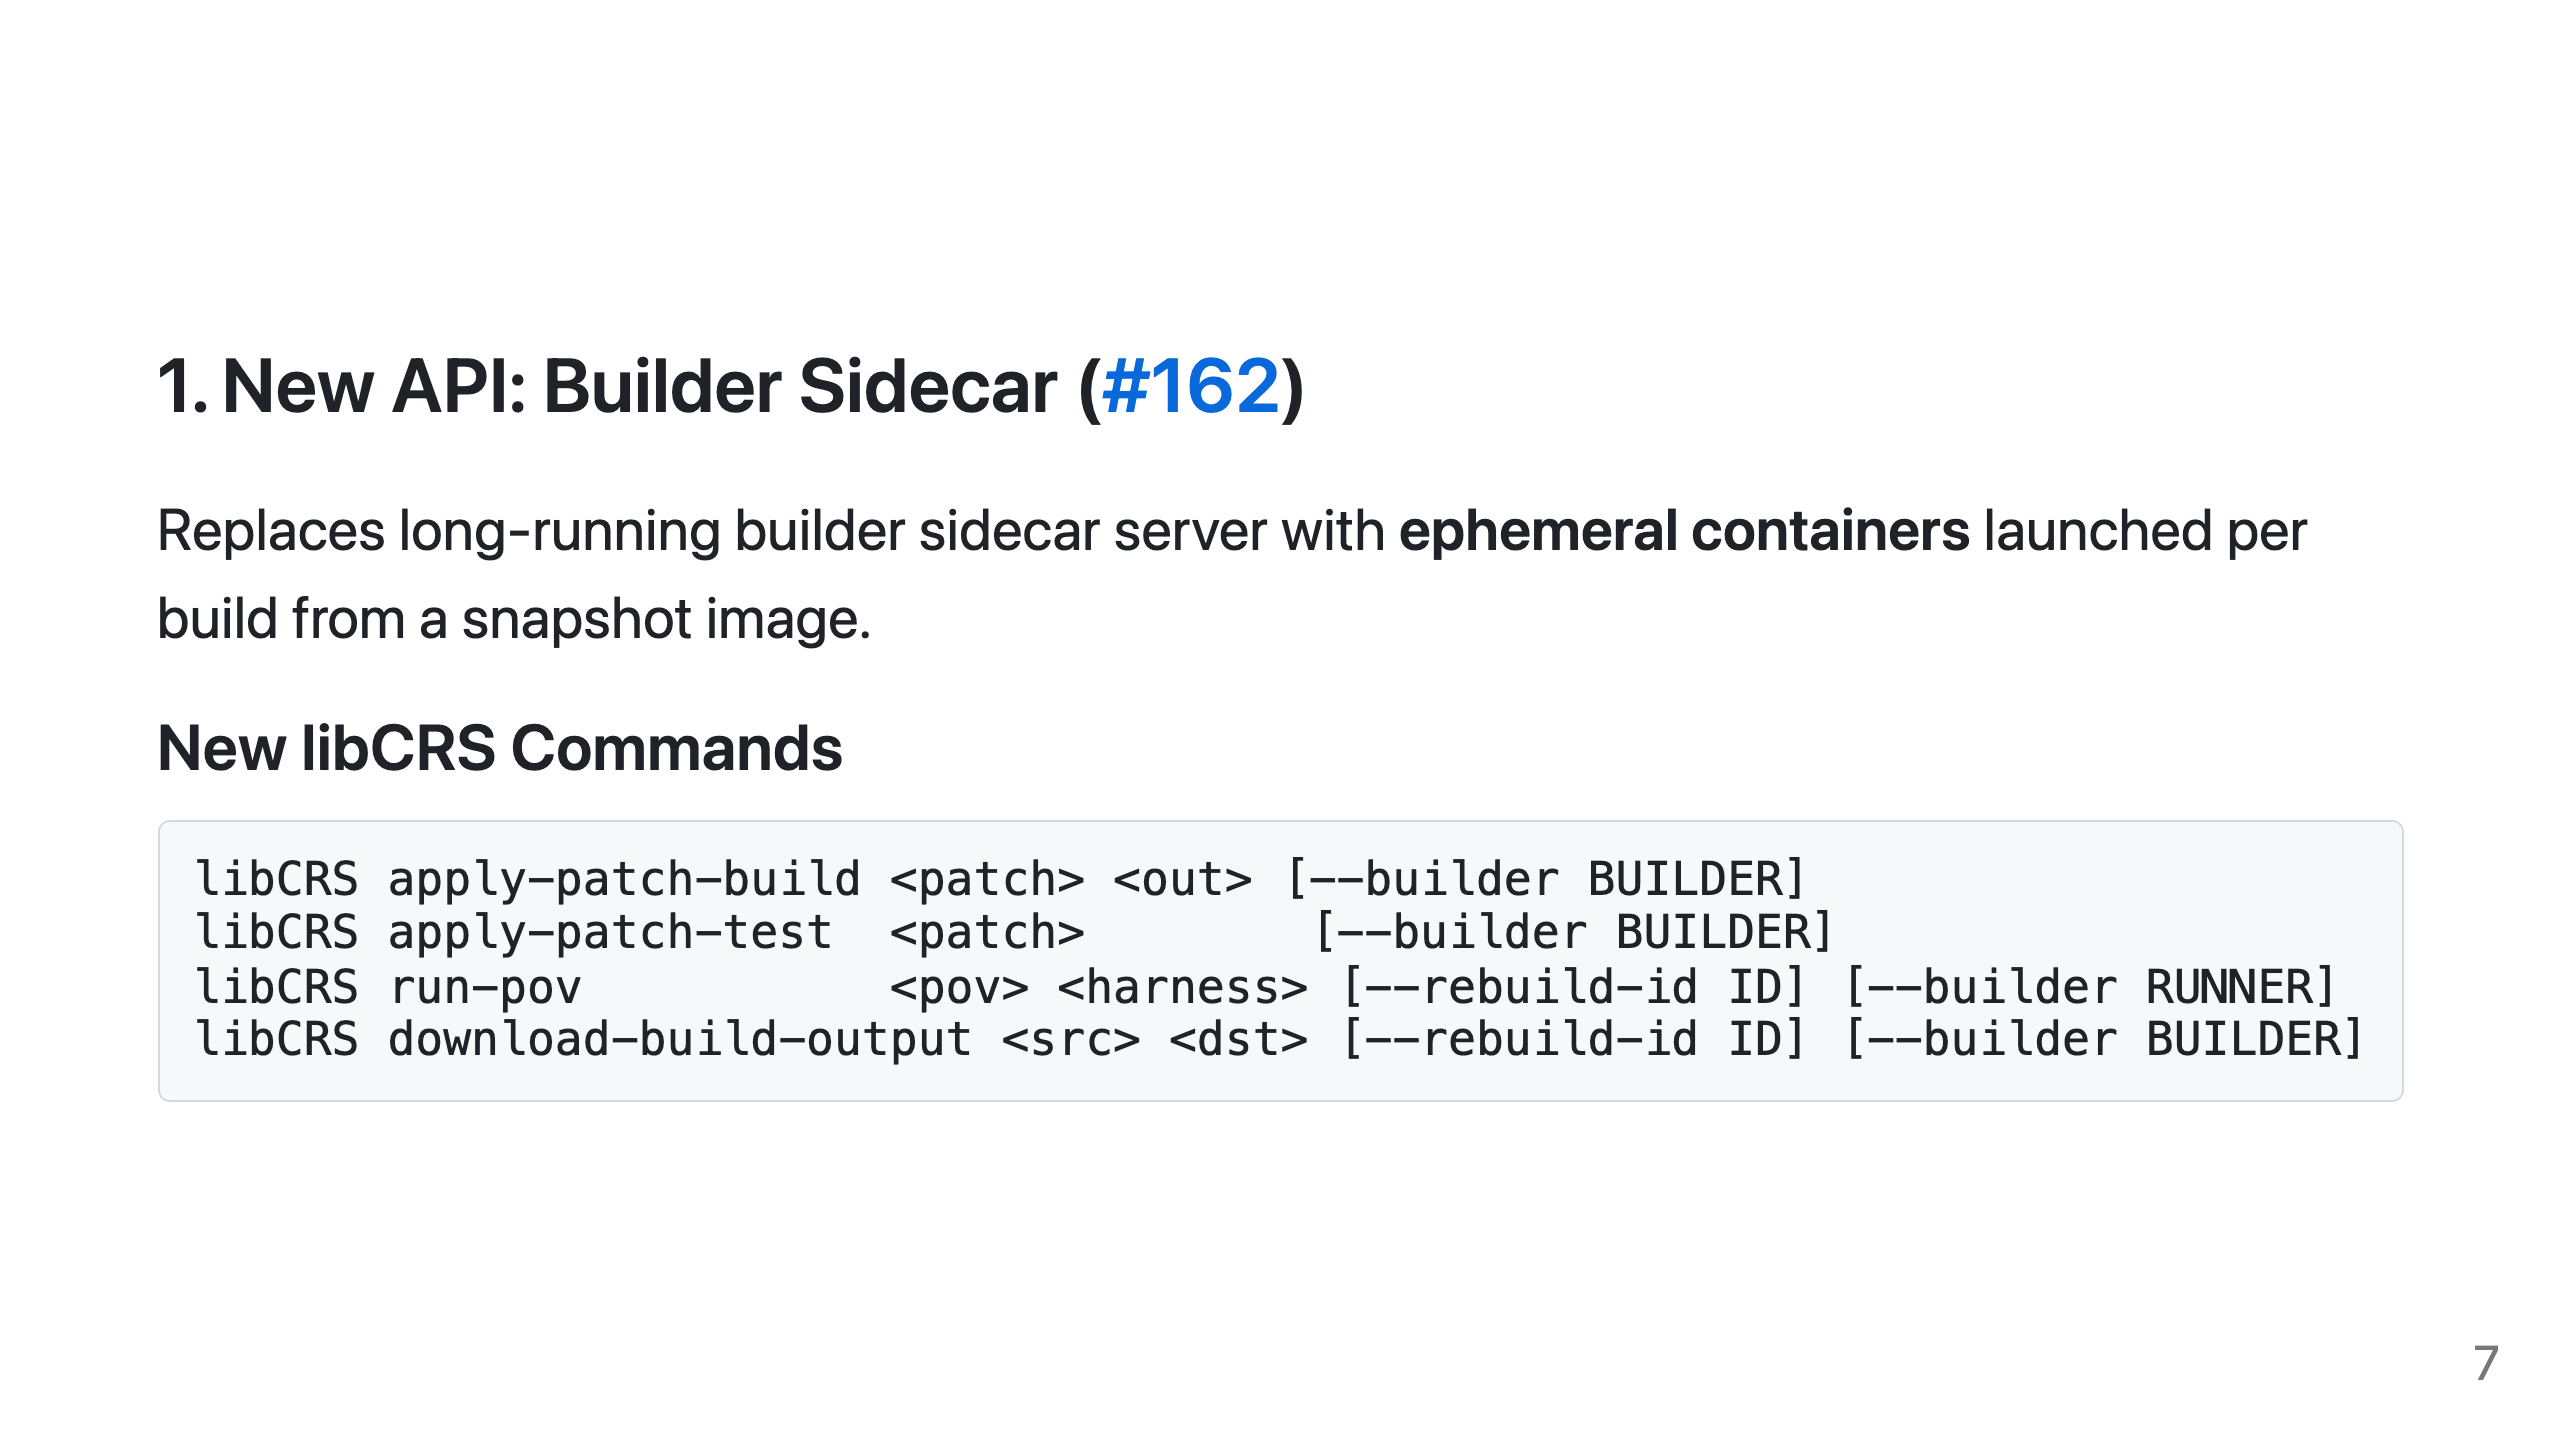 1. New API: Builder Sidecar (#162)
Replaces long-running builder sidecar server with ephemeral containers launched per
build from a snapshot image.
New libCRS Commands
libCRS apply-patch-build <patch> <out> [--builder BUILDER]
libCRS apply-patch-test  <patch>        [--builder BUILDER]
libCRS run-pov           <pov> <harness> [--rebuild-id ID] [--builder RUNNER]
libCRS download-build-output <src> <dst> [--rebuild-id ID] [--builder BUILDER]
7